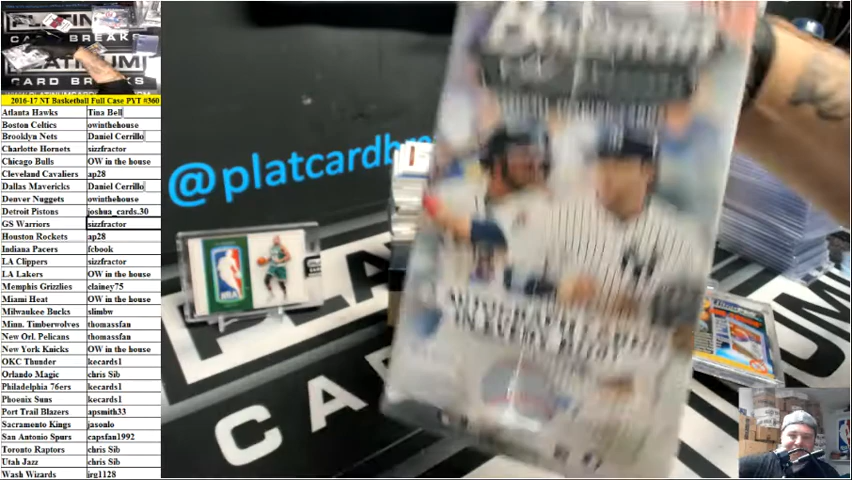 PLATINUM
CARD BREAKS
2016-17 NT Basketball Full Case PYT #360
Atlanta Hawks Tina Bell
Boston Celtics owinthehouse
Brooklyn Nets Daniel Cerrillo
Charlotte Hornets sizzfractor
Chicago Bulls OW in the house
Cleveland Cavaliers ap28
Dallas Mavericks Daniel Cerrillo
Denver Nuggets owinthehouse
Detroit Pistons joshua_cards.30
GS Warriors sizzfractor
Houston Rockets ap28
Indiana Pacers fcbook
LA Clippers sizzfractor
LA Lakers OW in the house
Memphis Grizzlies clainey75
Miami Heat OW in the house
Milwaukee Bucks slimbw
Minn. Timberwolves thomassfan
New Orl. Pelicans thomassfan
New York Knicks OW in the house
OKC Thunder kecards1
Orlando Magic chris Sib
Philadelphia 76ers kecards1
Phoenix Suns kecards1
Port Trail Blazers apsmith33
Sacramento Kings jasonlo
San Antonio Spurs capsfan1992
Toronto Raptors chris Sib
Utah Jazz chris Sib
Wash Wizards jrg1128
@platcardbre
NBA
PLA
CARD